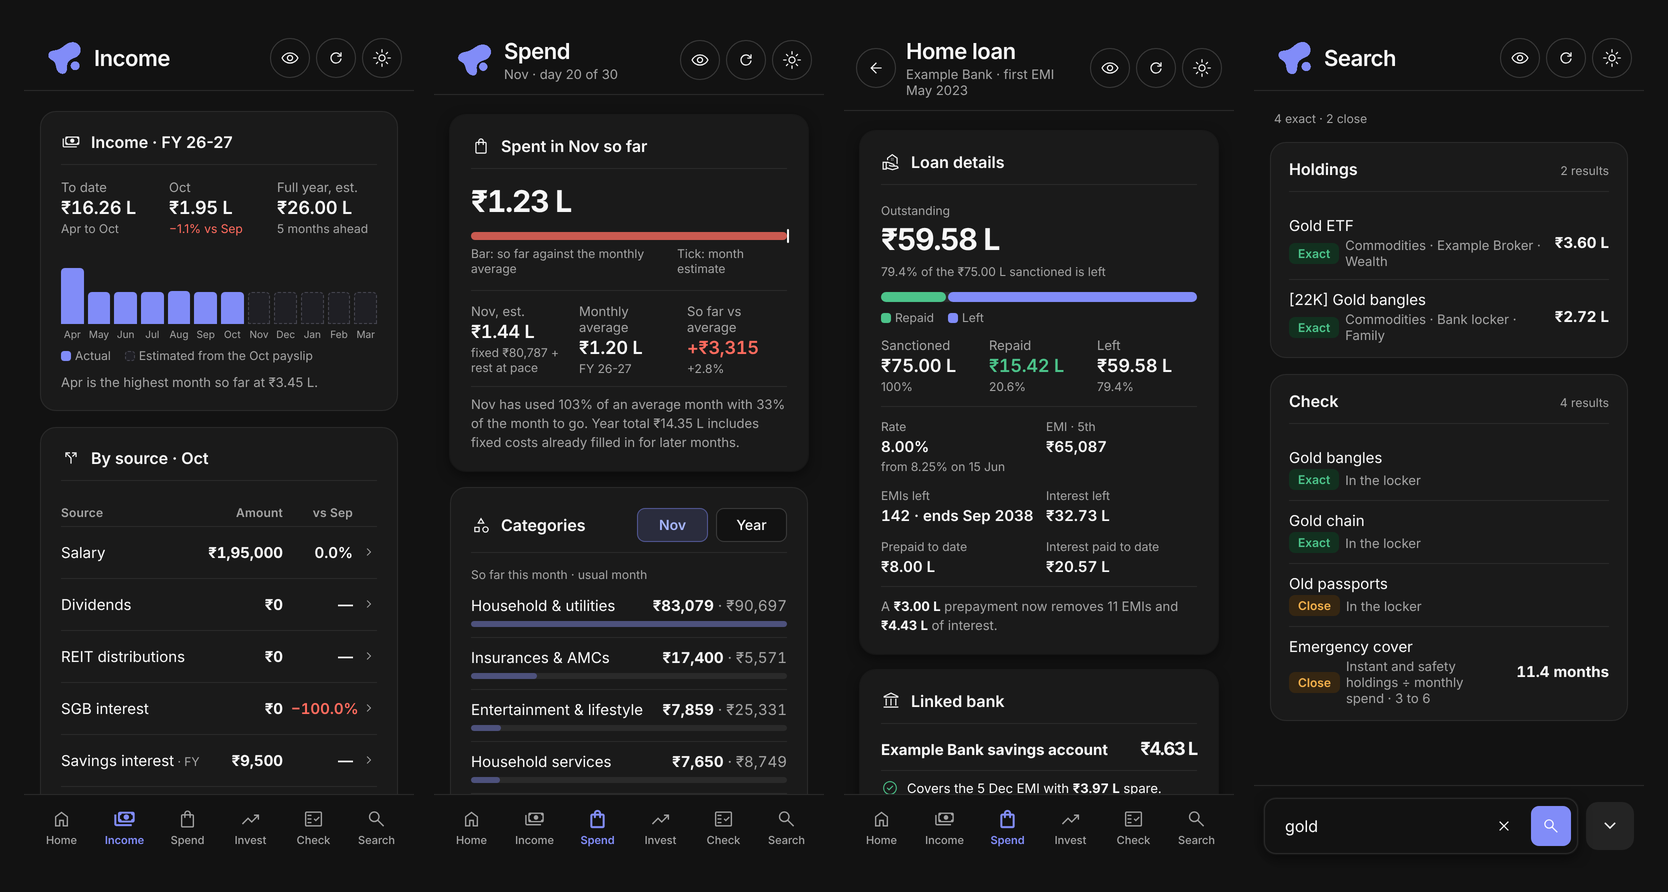 Income
Income · FY 26-27
To date
Oct
Full year, est.
₹16.26 L
₹1.95 L
₹26.00 L
Apr to Oct
−1.1% vs Sep
5 months ahead
Apr May Jun Jul Aug Sep Oct Nov Dec Jan Feb Mar
Actual
Estimated from the Oct payslip
Apr is the highest month so far at ₹3.45 L.
By source · Oct
Source
Amount
vs Sep
Salary
₹1,95,000
0.0%
Dividends
₹0
—
REIT distributions
₹0
—
SGB interest
₹0
−100.0%
Savings interest · FY
₹9,500
—
Home
Income
Spend
Invest
Check
Search
Spend
Nov · day 20 of 30
Spent in Nov so far
₹1.23 L
Bar: so far against the monthly
average
Tick: month
estimate
Nov, est.
₹1.44 L
fixed ₹80,787 +
rest at pace
Monthly
average
₹1.20 L
FY 26-27
So far vs
average
+₹3,315
+2.8%
Nov has used 103% of an average month with 33%
of the month to go. Year total ₹14.35 L includes
fixed costs already filled in for later months.
Categories
Nov
Year
So far this month · usual month
Household & utilities
₹83,079 · ₹90,697
Insurances & AMCs
₹17,400 · ₹5,571
Entertainment & lifestyle
₹7,859 · ₹25,331
Household services
₹7,650 · ₹8,749
Home
Income
Spend
Invest
Check
Search
Home loan
Example Bank · first EMI
May 2023
Loan details
Outstanding
₹59.58 L
79.4% of the ₹75.00 L sanctioned is left
Repaid
Left
Sanctioned
Repaid
Left
₹75.00 L
₹15.42 L
₹59.58 L
100%
20.6%
79.4%
Rate
EMI · 5th
8.00%
₹65,087
from 8.25% on 15 Jun
EMIs left
Interest left
142 · ends Sep 2038
₹32.73 L
Prepaid to date
Interest paid to date
₹8.00 L
₹20.57 L
A ₹3.00 L prepayment now removes 11 EMIs and
₹4.43 L of interest.
Linked bank
Example Bank savings account
₹4.63 L
Covers the 5 Dec EMI with ₹3.97 L spare.
Home
Income
Spend
Invest
Check
Search
Search
4 exact · 2 close
Holdings
2 results
Gold ETF
Exact
Commodities · Example Broker ·
Wealth
₹3.60 L
[22K] Gold bangles
Exact
Commodities · Bank locker ·
Family
₹2.72 L
Check
4 results
Gold bangles
Exact
In the locker
Gold chain
Exact
In the locker
Old passports
Close
In the locker
Emergency cover
Close
Instant and safety
holdings ÷ monthly
spend · 3 to 6
11.4 months
gold